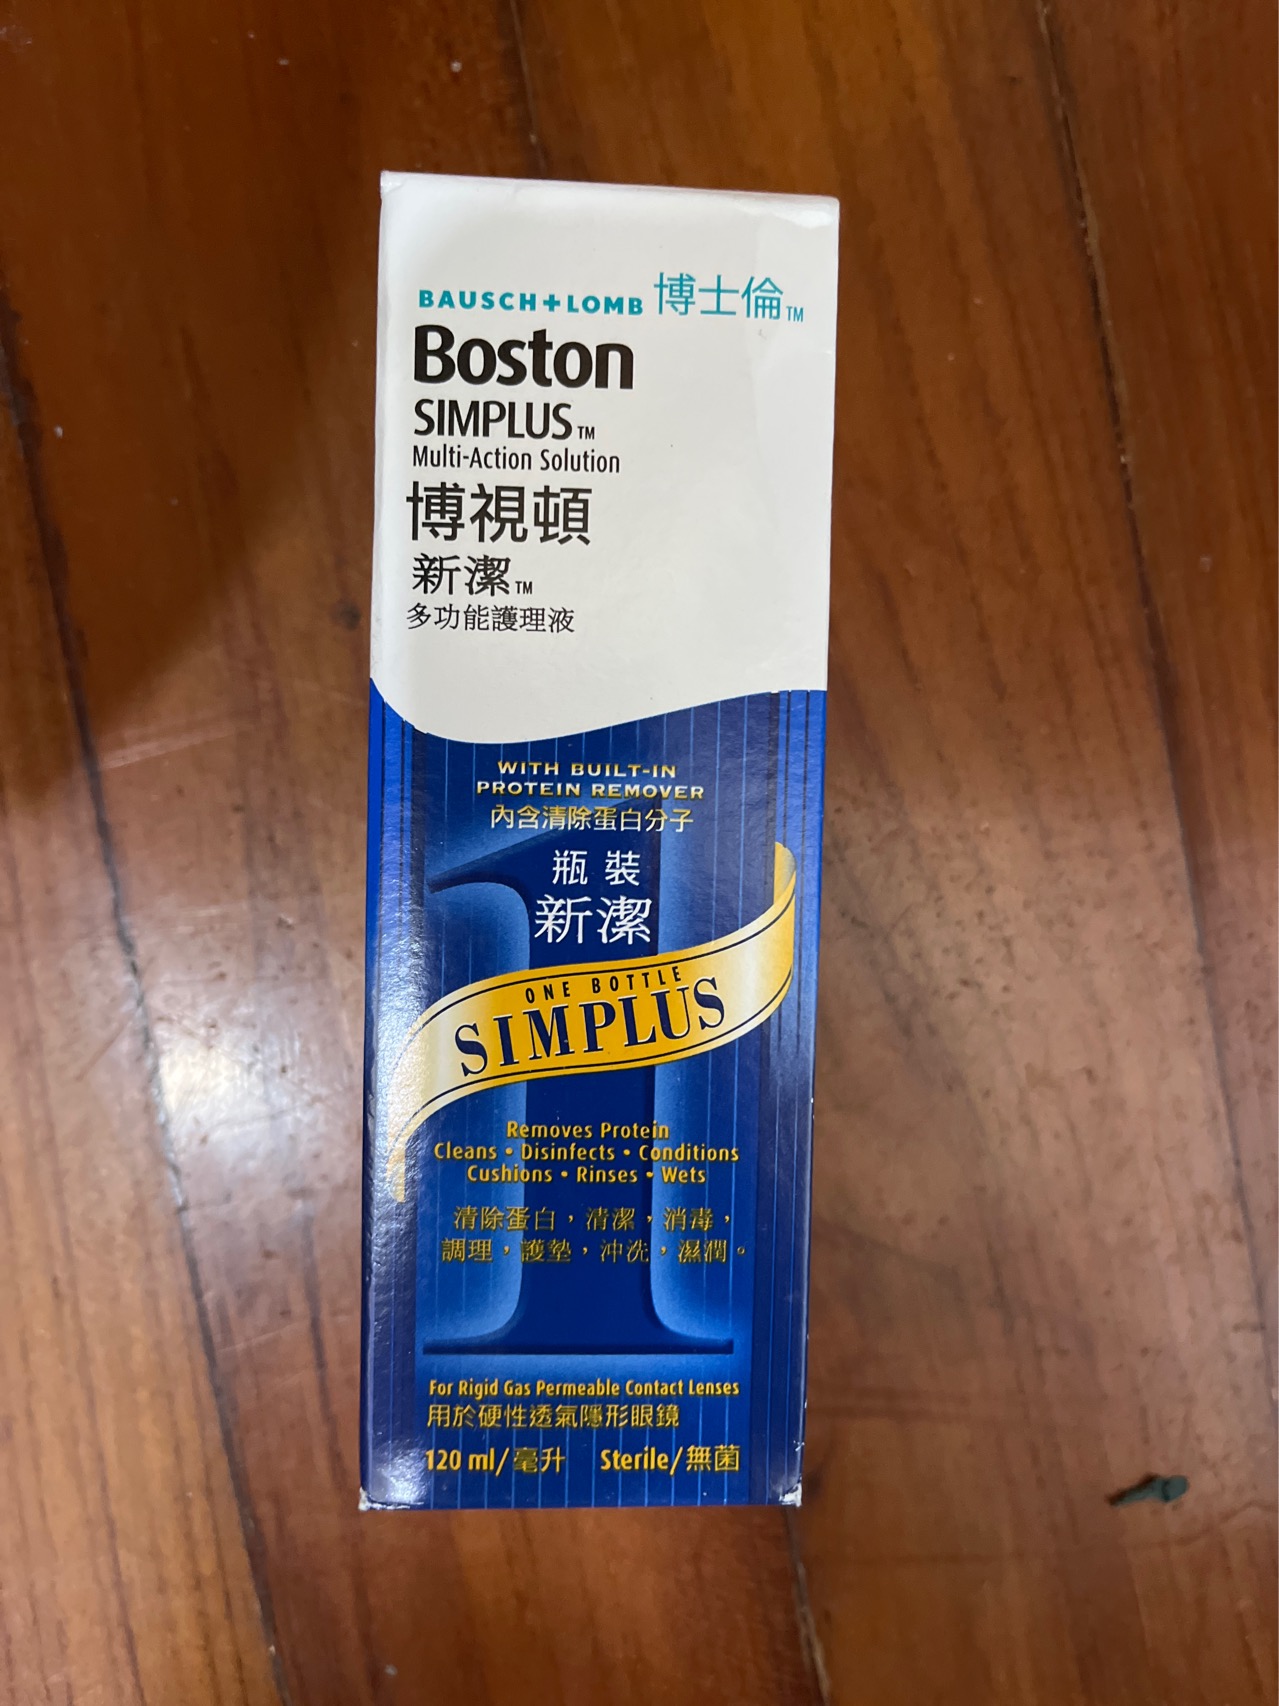 BAUSCH+LOMB 博士倫™
Boston
SIMPLUS™
Multi-Action Solution
博視頓
新潔™
多功能護理液
WITH BUILT-IN
PROTEIN REMOVER
內含清除蛋白分子
瓶裝
新潔
1
ONE BOTTLE
SIMPLUS
Removes Protein
Cleans • Disinfects • Conditions
Cushions • Rinses • Wets
清除蛋白，清潔，消毒，
調理，護墊，沖洗，濕潤。
For Rigid Gas Permeable Contact Lenses
用於硬性透氣隱形眼鏡
120 ml/毫升 Sterile/無菌